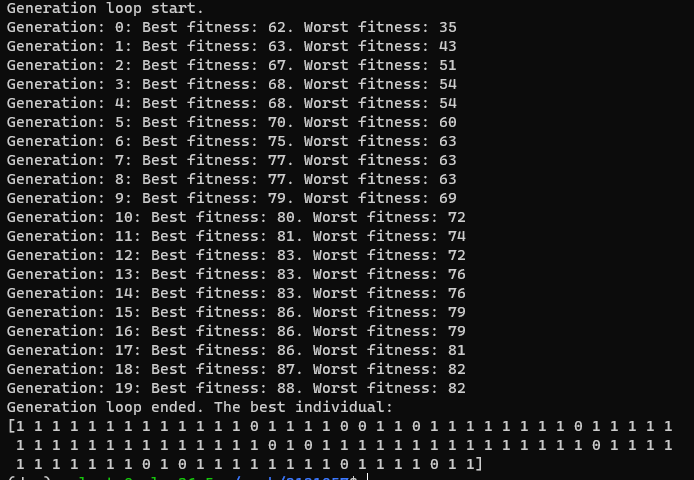 Generation loop start.
Generation: 0: Best fitness: 62. Worst fitness: 35
Generation: 1: Best fitness: 63. Worst fitness: 43
Generation: 2: Best fitness: 67. Worst fitness: 51
Generation: 3: Best fitness: 68. Worst fitness: 54
Generation: 4: Best fitness: 68. Worst fitness: 54
Generation: 5: Best fitness: 70. Worst fitness: 60
Generation: 6: Best fitness: 75. Worst fitness: 63
Generation: 7: Best fitness: 77. Worst fitness: 63
Generation: 8: Best fitness: 77. Worst fitness: 63
Generation: 9: Best fitness: 79. Worst fitness: 69
Generation: 10: Best fitness: 80. Worst fitness: 72
Generation: 11: Best fitness: 81. Worst fitness: 74
Generation: 12: Best fitness: 83. Worst fitness: 72
Generation: 13: Best fitness: 83. Worst fitness: 76
Generation: 14: Best fitness: 83. Worst fitness: 76
Generation: 15: Best fitness: 86. Worst fitness: 79
Generation: 16: Best fitness: 86. Worst fitness: 79
Generation: 17: Best fitness: 86. Worst fitness: 81
Generation: 18: Best fitness: 87. Worst fitness: 82
Generation: 19: Best fitness: 88. Worst fitness: 82
Generation loop ended. The best individual:
[1 1 1 1 1 1 1 1 1 1 1 1 1 0 1 1 1 1 0 0 1 1 0 1 1 1 1 1 1 1 1 0 1 1 1 1 1
1 1 1 1 1 1 1 1 1 1 1 1 1 1 0 1 0 1 1 1 1 1 1 1 1 1 1 1 1 1 1 1 0 1 1 1 1
1 1 1 1 1 1 1 0 1 0 1 1 1 1 1 1 1 1 0 1 1 1 1 0 1 1]